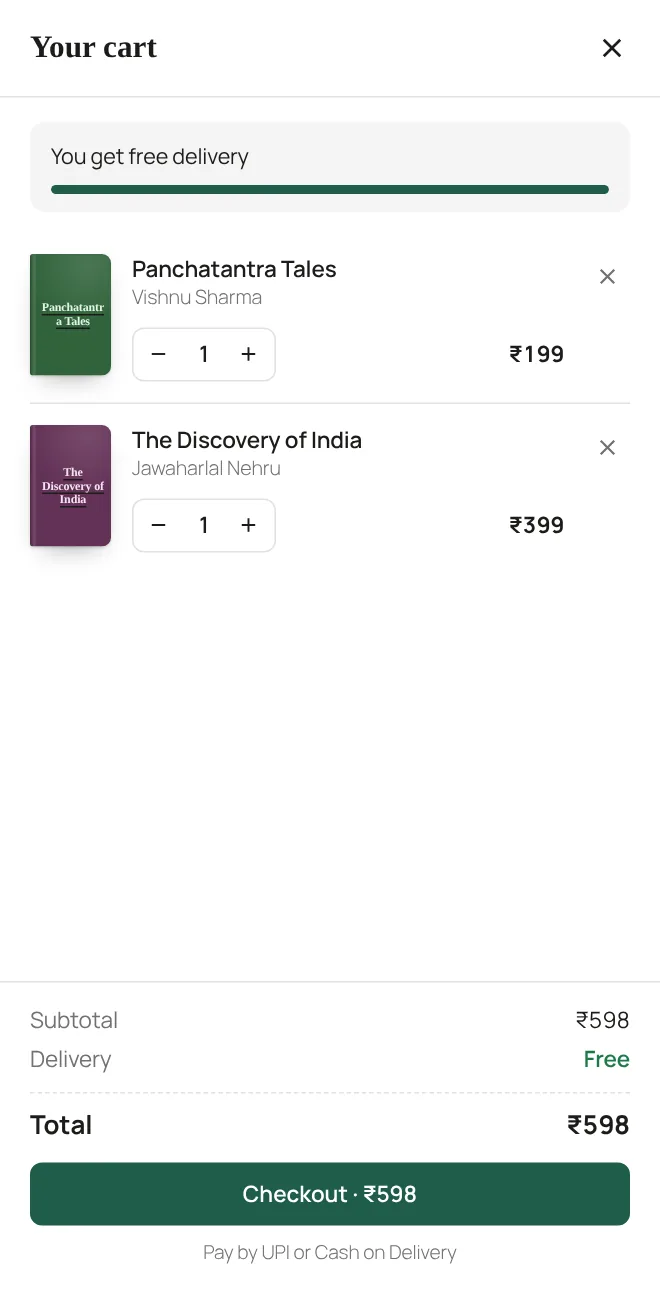 Your cart
You get free delivery
Panchatantr
a Tales
Panchatantra Tales
Vishnu Sharma
1
₹199
The
Discovery of
India
The Discovery of India
Jawaharlal Nehru
1
₹399
Subtotal ₹598
Delivery Free
Total ₹598
Checkout · ₹598
Pay by UPI or Cash on Delivery